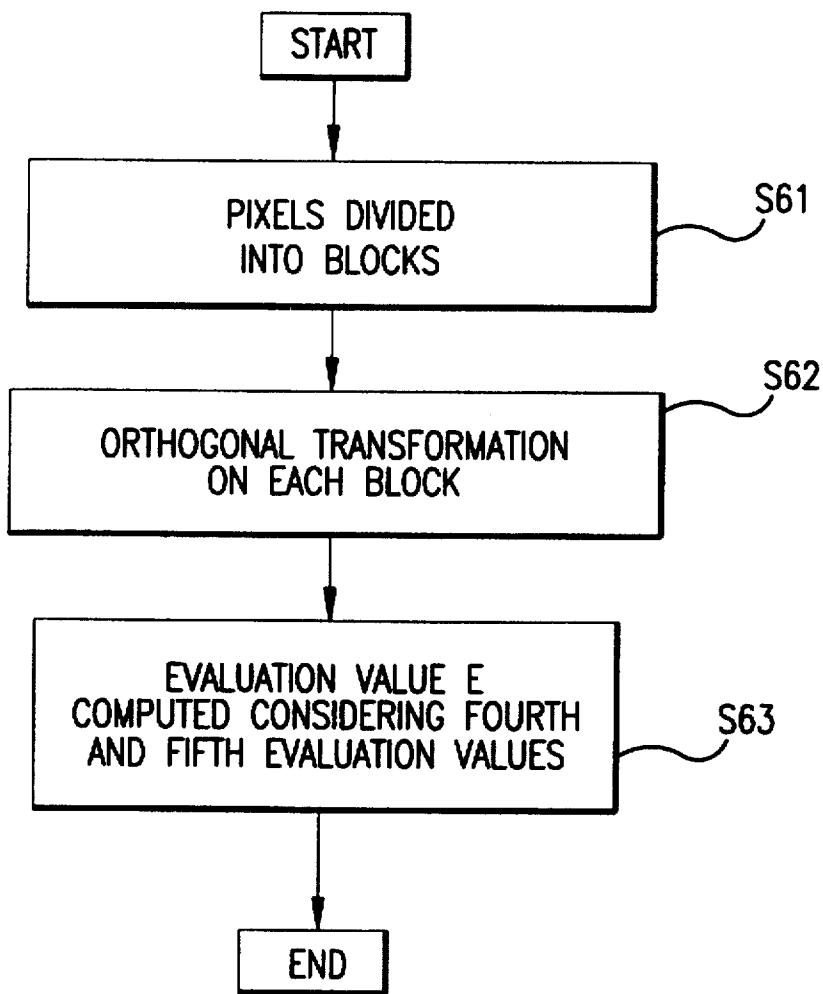 START
PIXELS DIVIDED
INTO BLOCKS
S61
ORTHOGONAL TRANSFORMATION
ON EACH BLOCK
S62
EVALUATION VALUE E
COMPUTED CONSIDERING FOURTH
AND FIFTH EVALUATION VALUES
S63
END